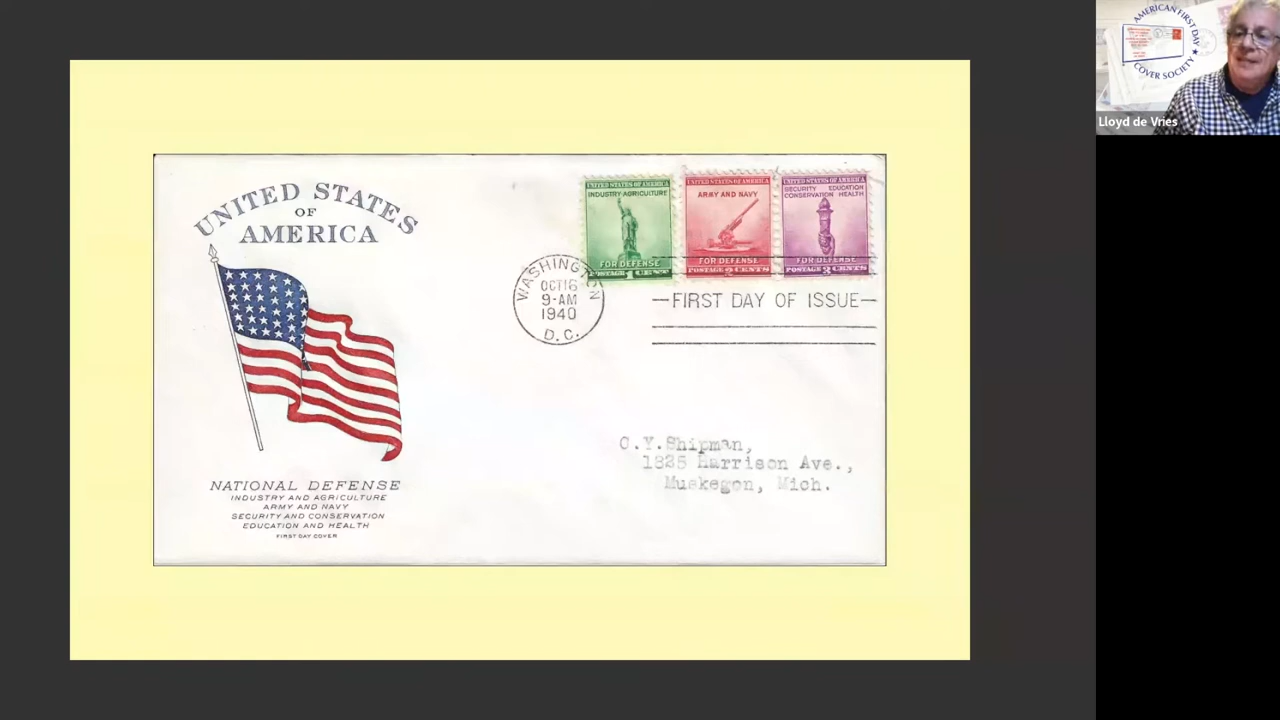 UNITED STATES
OF
AMERICA
NATIONAL DEFENSE
INDUSTRY AND AGRICULTURE
ARMY AND NAVY
SECURITY AND CONSERVATION
EDUCATION AND HEALTH
FIRST DAY COVER
UNITED STATES OF AMERICA
INDUSTRY AGRICULTURE
FOR DEFENSE
POSTAGE 1 CENT
UNITED STATES OF AMERICA
ARMY AND NAVY
FOR DEFENSE
POSTAGE 2 CENTS
UNITED STATES OF AMERICA
SECURITY EDUCATION
CONSERVATION HEALTH
FOR DEFENSE
POSTAGE 3 CENTS
WASHINGTON
OCT 16
9-AM
1940
D. C.
FIRST DAY OF ISSUE
C.Y.Shipman,
1825 Harrison Ave.,
Muskegon, Mich.
AMERICAN FIRST DAY
COVER SOCIETY
Lloyd de Vries